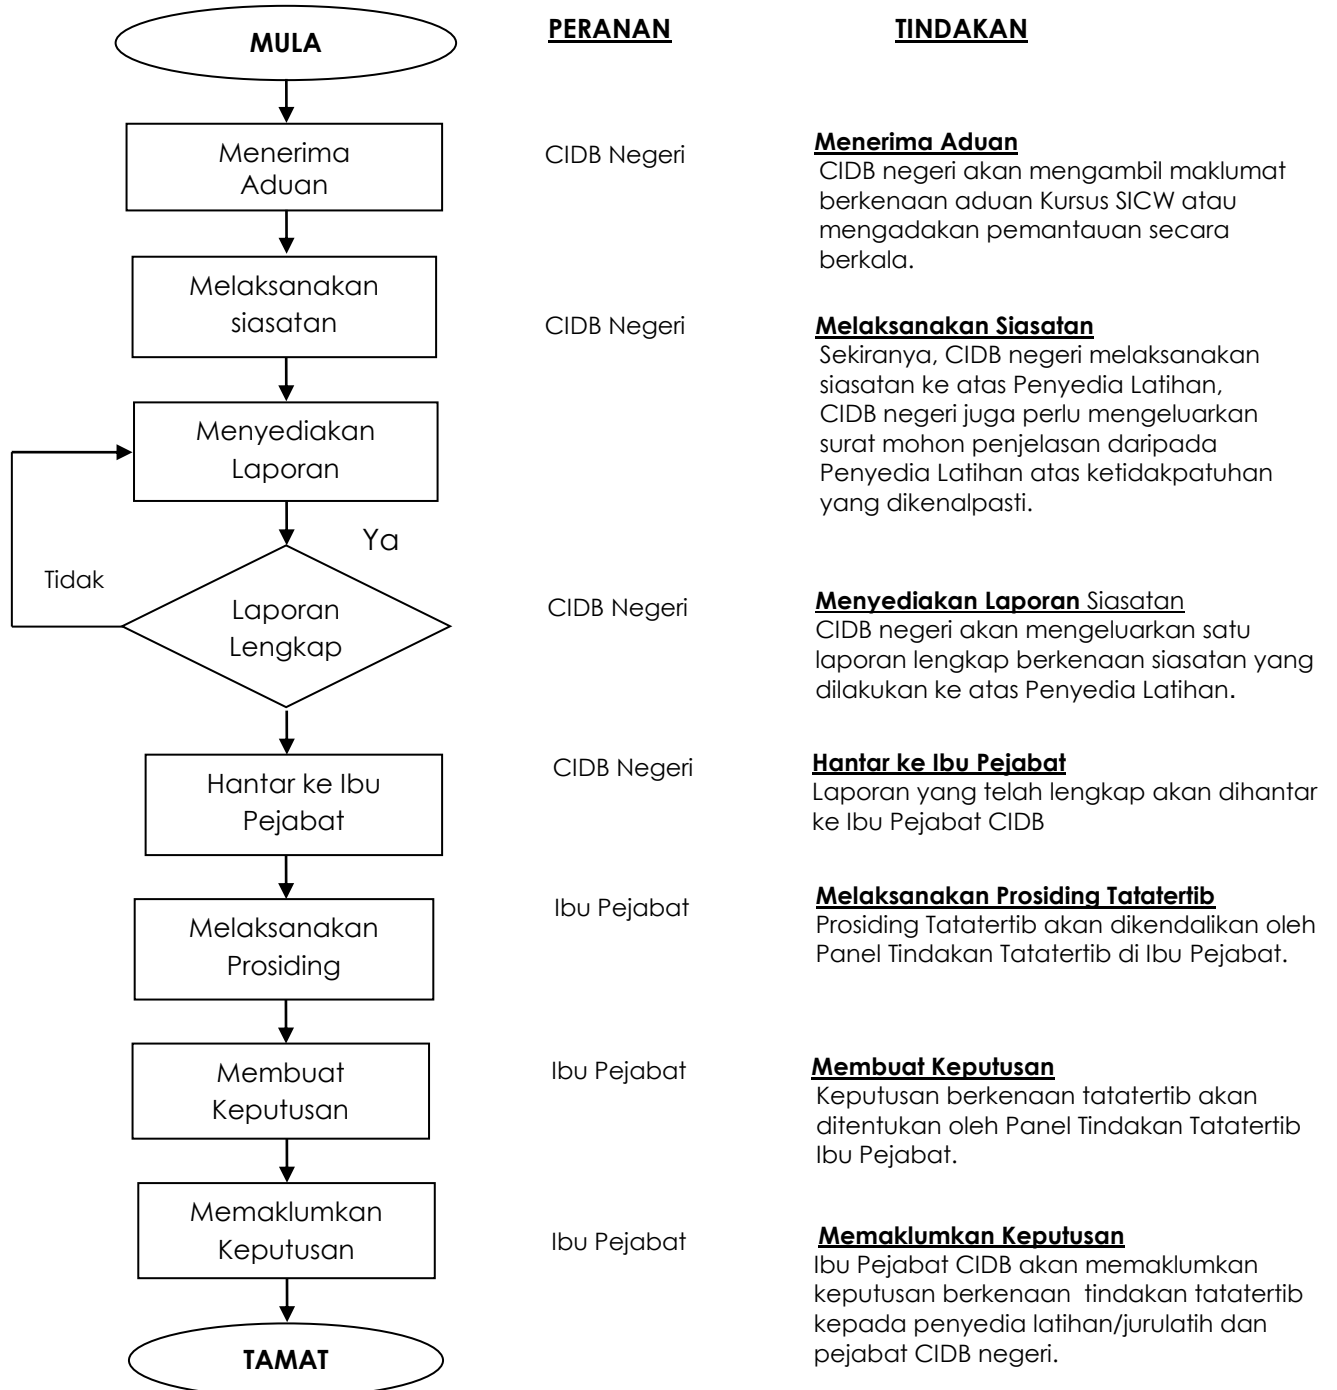 MULA
PERANAN
TINDAKAN
Menerima
Aduan
CIDB Negeri
Menerima Aduan
CIDB negeri akan mengambil maklumat
berkenaan aduan Kursus SICW atau
mengadakan pemantauan secara
berkala.
Melaksanakan
siasatan
CIDB Negeri
Melaksanakan Siasatan
Sekiranya, CIDB negeri melaksanakan
siasatan ke atas Penyedia Latihan,
CIDB negeri juga perlu mengeluarkan
surat mohon penjelasan daripada
Penyedia Latihan atas ketidakpatuhan
yang dikenalpasti.
Menyediakan
Laporan
Ya
Tidak
Laporan
Lengkap
CIDB Negeri
Menyediakan Laporan Siasatan
CIDB negeri akan mengeluarkan satu
laporan lengkap berkenaan siasatan yang
dilakukan ke atas Penyedia Latihan.
Hantar ke Ibu
Pejabat
CIDB Negeri
Hantar ke Ibu Pejabat
Laporan yang telah lengkap akan dihantar
ke Ibu Pejabat CIDB
Melaksanakan
Prosiding
Ibu Pejabat
Melaksanakan Prosiding Tatatertib
Prosiding Tatatertib akan dikendalikan oleh
Panel Tindakan Tatatertib di Ibu Pejabat.
Membuat
Keputusan
Ibu Pejabat
Membuat Keputusan
Keputusan berkenaan tatatertib akan
ditentukan oleh Panel Tindakan Tatatertib
Ibu Pejabat.
Memaklumkan
Keputusan
Ibu Pejabat
Memaklumkan Keputusan
Ibu Pejabat CIDB akan memaklumkan
keputusan berkenaan tindakan tatatertib
kepada penyedia latihan/jurulatih dan
pejabat CIDB negeri.
TAMAT